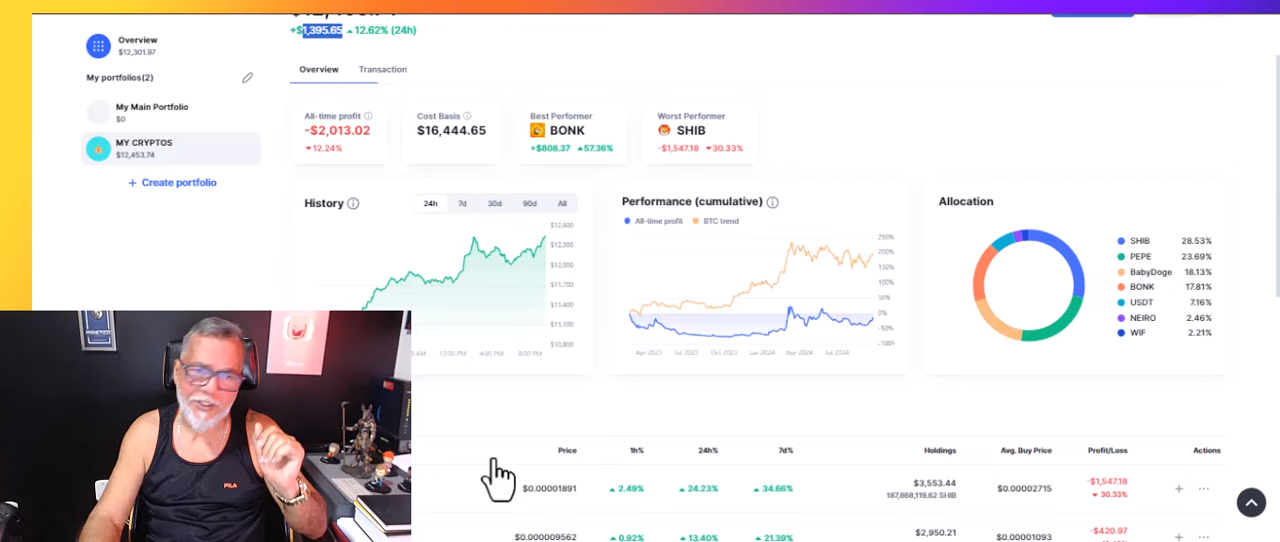 +$1,395.65 ▲ 12.62% (24h)
Overview
$12,301.97
My portfolios(2)
My Main Portfolio
$0
MY CRYPTOS
$12,453.74
+ Create portfolio
Overview Transaction
All-time profit
-$2,013.02
▼12.24%
Cost Basis
$16,444.65
Best Performer
BONK
+$808.37 ▲57.36%
Worst Performer
SHIB
-$1,547.18 ▼30.33%
History
24h 7d 30d 90d All
$12,600
$12,300
$12,000
$11,700
$11,400
$11,100
$10,800
AM 12:00 PM 4:00 PM 8:00 PM
Performance (cumulative)
All-time profit BTC trend
250%
200%
150%
100%
50%
0%
-50%
-100%
Apr 2023 Jul 2023 Oct 2023 Jan 2024 Apr 2024 Jul 2024
Allocation
SHIB 28.53%
PEPE 23.69%
BabyDoge 18.13%
BONK 17.81%
USDT 7.16%
NEIRO 2.46%
WIF 2.21%
Price 1h% 24h% 7d% Holdings Avg. Buy Price Profit/Loss Actions
$0.00001891 ▲ 2.49% ▲ 24.23% ▲ 34.66% $3,553.44 $0.00002715 -$1,547.18
187,868,119.62 SHIB ▼ 30.33%
$0.000009562 ▲ 0.92% ▲ 13.40% ▲ 21.39% $2,950.21 $0.00001093 -$420.97
FILA